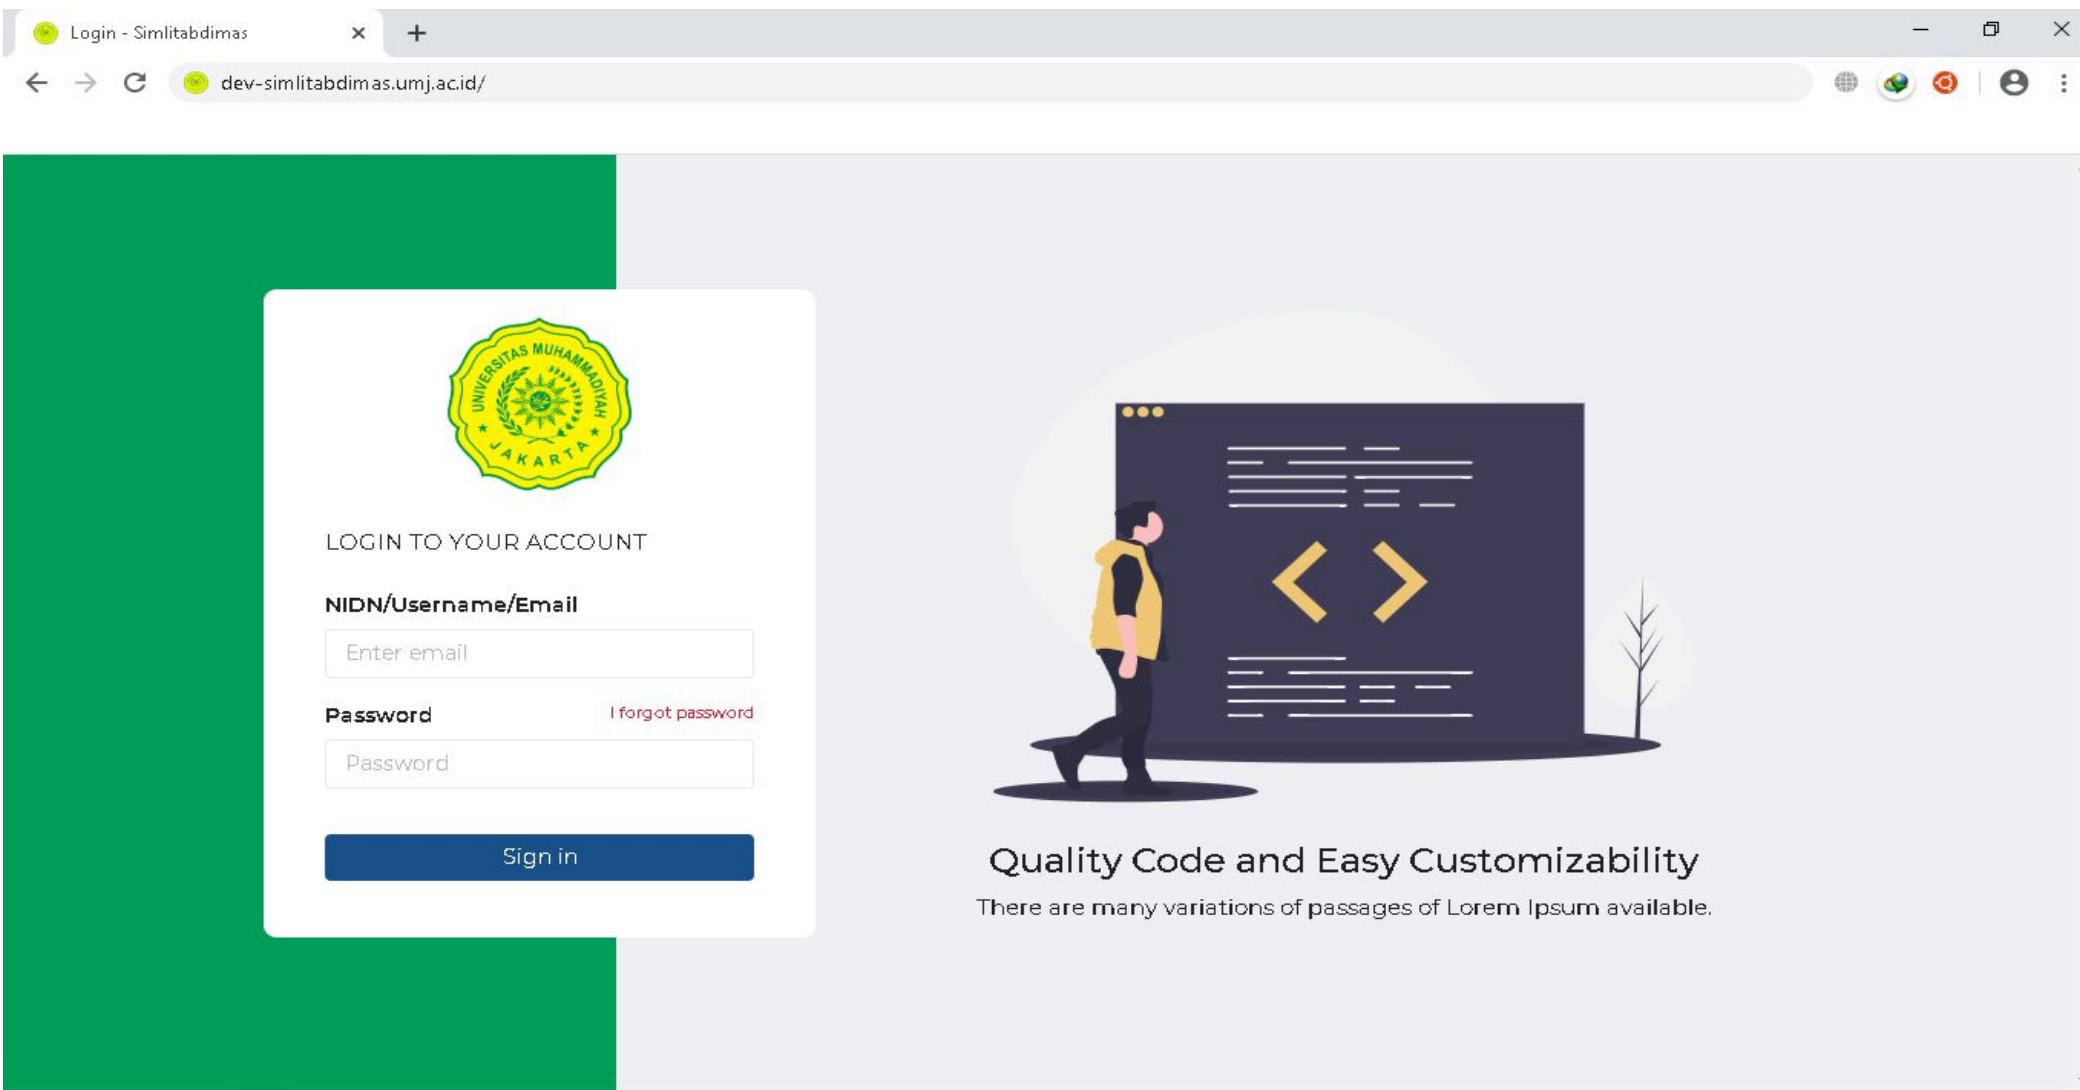 Login - Simlitabdimas
dev-simlitabdimas.umj.ac.id/
UNIVERSITAS MUHAMMADIYAH
JAKARTA
LOGIN TO YOUR ACCOUNT
NIDN/Username/Email
Enter email
Password I forgot password
Password
Sign in
Quality Code and Easy Customizability
There are many variations of passages of Lorem Ipsum available.